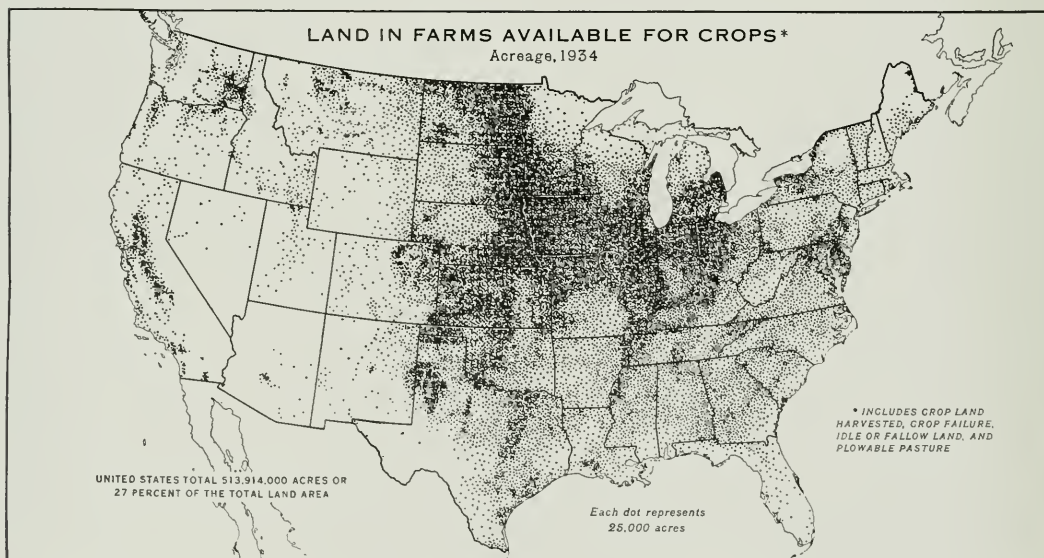 LAND IN FARMS AVAILABLE FOR CROPS*
Acreage, 1934
* INCLUDES CROP LAND
HARVESTED, CROP FAILURE,
IDLE OR FALLOW LAND, AND
PLOWABLE PASTURE
UNITED STATES TOTAL 513,914,000 ACRES OR
27 PERCENT OF THE TOTAL LAND AREA
Each dot represents
25,000 acres